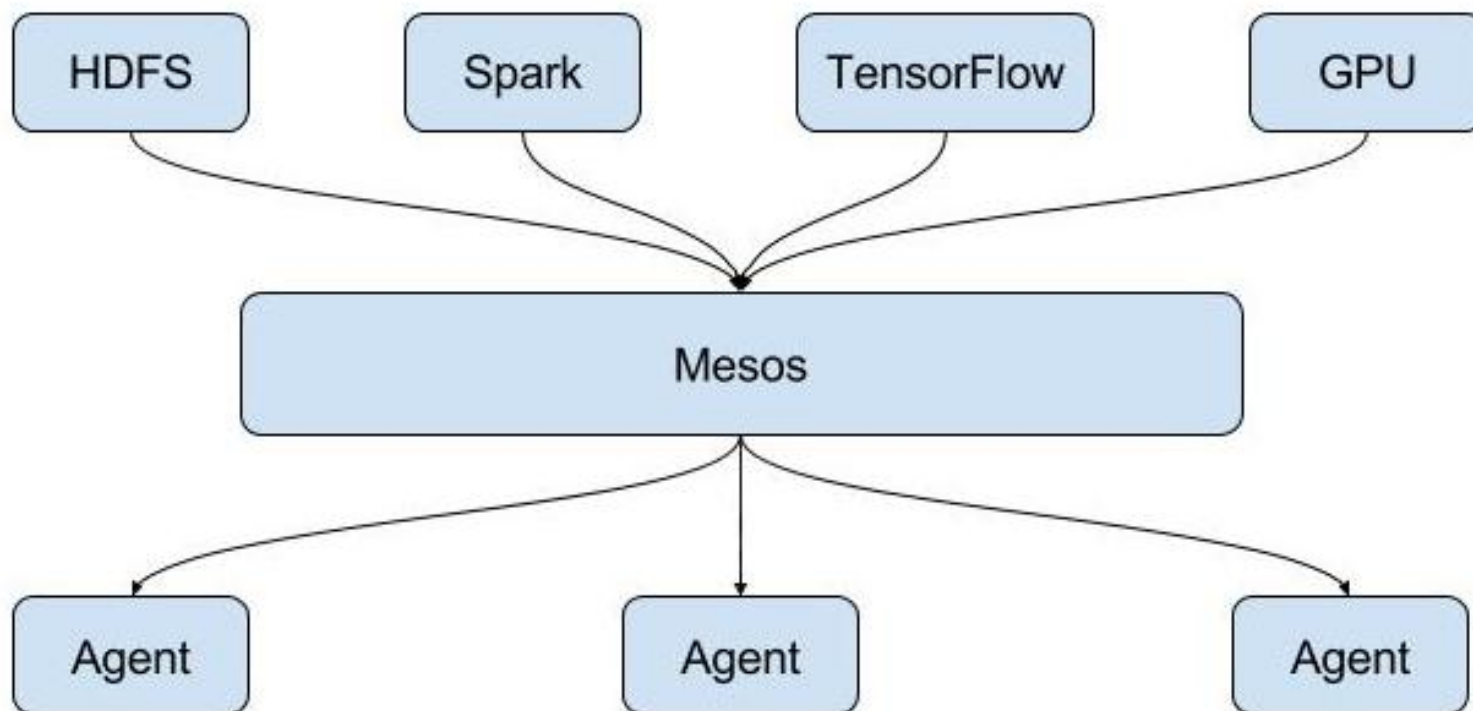 HDFS
Spark
TensorFlow
GPU
Mesos
Agent
Agent
Agent